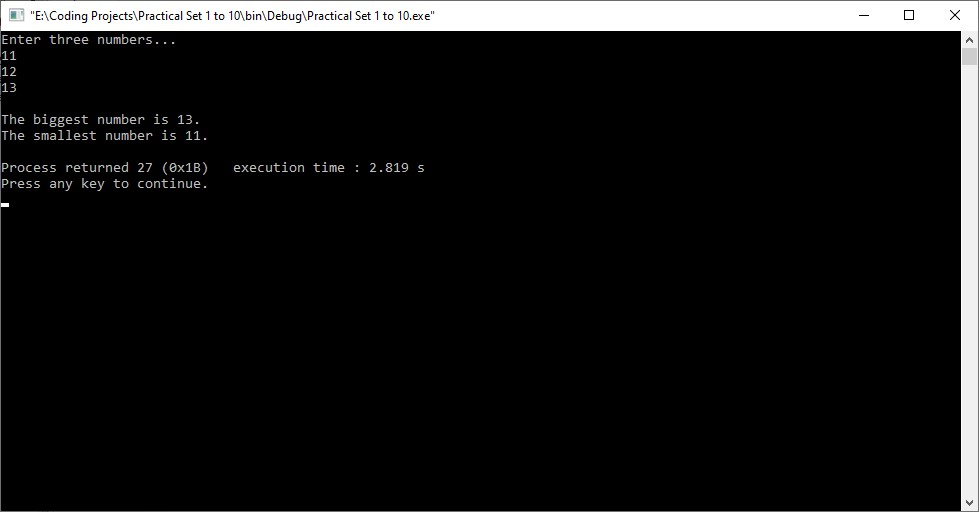 "E:\Coding Projects\Practical Set 1 to 10\bin\Debug\Practical Set 1 to 10.exe"
Enter three numbers...
11
12
13
The biggest number is 13.
The smallest number is 11.
Process returned 27 (0x1B)   execution time : 2.819 s
Press any key to continue.